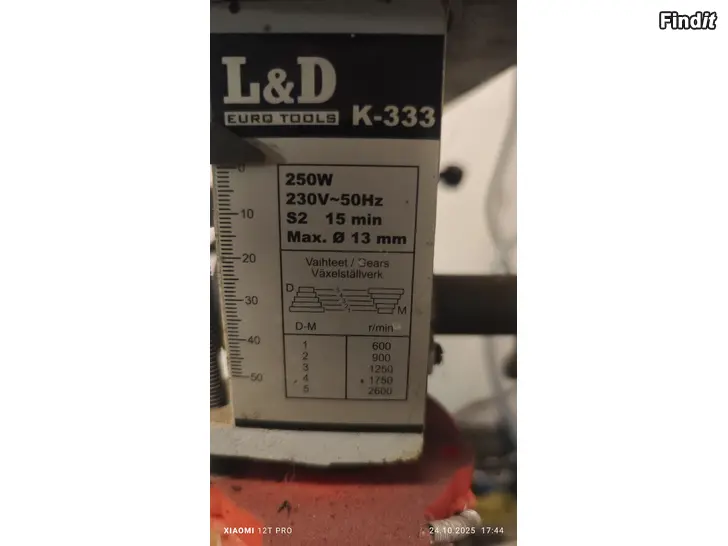 Findit
L&D
EURO TOOLS K-333
0
10
20
30
40
50
250W
230V~50Hz
S2 15 min
Max. Ø 13 mm
Vaihteet / Gears
Växelställverk
D
M
D-M r/min
1 600
2 900
3 1250
4 1750
5 2600
XIAOMI 12T PRO
24.10.2025 17:44